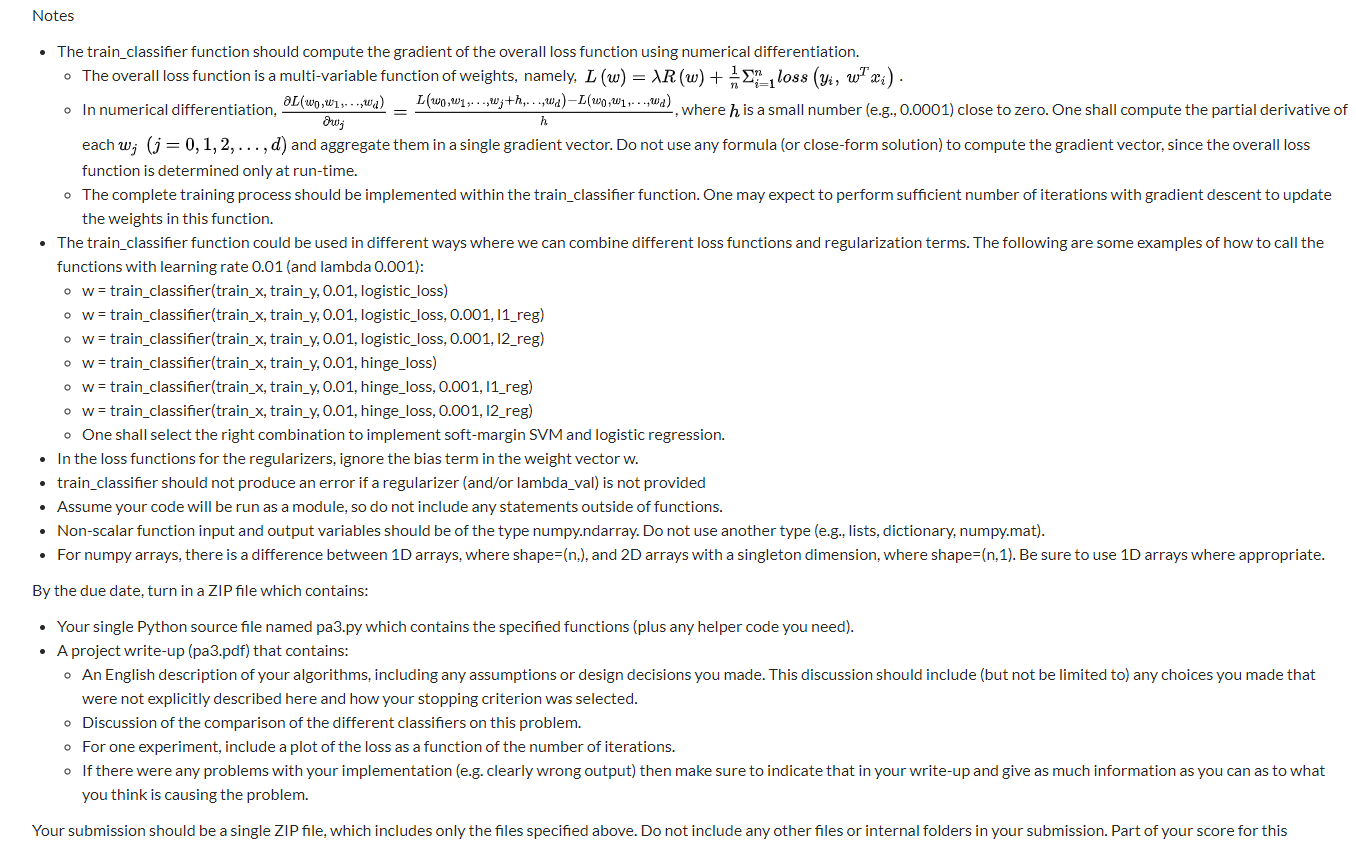 Notes
• The train_classifier function should compute the gradient of the overall loss function using numerical differentiation.
◦ The overall loss function is a multi-variable function of weights, namely, L (w) = λR (w) + 1/n Σⁿᵢ₌₁ loss (yᵢ, wᵀxᵢ) .
◦ In numerical differentiation, ∂L(w₀,w₁,...,w_d)/∂wⱼ = L(w₀,w₁,...,wⱼ+h,...,w_d)−L(w₀,w₁,...,w_d)/h, where h is a small number (e.g., 0.0001) close to zero. One shall compute the partial derivative of
each wⱼ (j = 0, 1, 2, ..., d) and aggregate them in a single gradient vector. Do not use any formula (or close-form solution) to compute the gradient vector, since the overall loss
function is determined only at run-time.
◦ The complete training process should be implemented within the train_classifier function. One may expect to perform sufficient number of iterations with gradient descent to update
the weights in this function.
• The train_classifier function could be used in different ways where we can combine different loss functions and regularization terms. The following are some examples of how to call the
functions with learning rate 0.01 (and lambda 0.001):
◦ w = train_classifier(train_x, train_y, 0.01, logistic_loss)
◦ w = train_classifier(train_x, train_y, 0.01, logistic_loss, 0.001, l1_reg)
◦ w = train_classifier(train_x, train_y, 0.01, logistic_loss, 0.001, l2_reg)
◦ w = train_classifier(train_x, train_y, 0.01, hinge_loss)
◦ w = train_classifier(train_x, train_y, 0.01, hinge_loss, 0.001, l1_reg)
◦ w = train_classifier(train_x, train_y, 0.01, hinge_loss, 0.001, l2_reg)
◦ One shall select the right combination to implement soft-margin SVM and logistic regression.
• In the loss functions for the regularizers, ignore the bias term in the weight vector w.
• train_classifier should not produce an error if a regularizer (and/or lambda_val) is not provided
• Assume your code will be run as a module, so do not include any statements outside of functions.
• Non-scalar function input and output variables should be of the type numpy.ndarray. Do not use another type (e.g., lists, dictionary, numpy.mat).
• For numpy arrays, there is a difference between 1D arrays, where shape=(n,), and 2D arrays with a singleton dimension, where shape=(n,1). Be sure to use 1D arrays where appropriate.
By the due date, turn in a ZIP file which contains:
• Your single Python source file named pa3.py which contains the specified functions (plus any helper code you need).
• A project write-up (pa3.pdf) that contains:
◦ An English description of your algorithms, including any assumptions or design decisions you made. This discussion should include (but not be limited to) any choices you made that
were not explicitly described here and how your stopping criterion was selected.
◦ Discussion of the comparison of the different classifiers on this problem.
◦ For one experiment, include a plot of the loss as a function of the number of iterations.
◦ If there were any problems with your implementation (e.g. clearly wrong output) then make sure to indicate that in your write-up and give as much information as you can as to what
you think is causing the problem.
Your submission should be a single ZIP file, which includes only the files specified above. Do not include any other files or internal folders in your submission. Part of your score for this